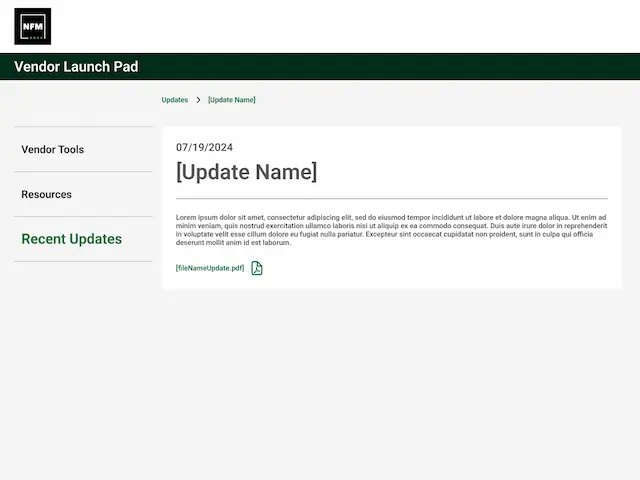 NFM
Vendor Launch Pad
Updates > [Update Name]
Vendor Tools
Resources
Recent Updates
07/19/2024
[Update Name]
Lorem ipsum dolor sit amet, consectetur adipiscing elit, sed do eiusmod tempor incididunt ut labore et dolore magna aliqua. Ut enim ad
minim veniam, quis nostrud exercitation ullamco laboris nisi ut aliquip ex ea commodo consequat. Duis aute irure dolor in reprehenderit
in voluptate velit esse cillum dolore eu fugiat nulla pariatur. Excepteur sint occaecat cupidatat non proident, sunt in culpa qui officia
deserunt mollit anim id est laborum.
[fileNameUpdate.pdf]